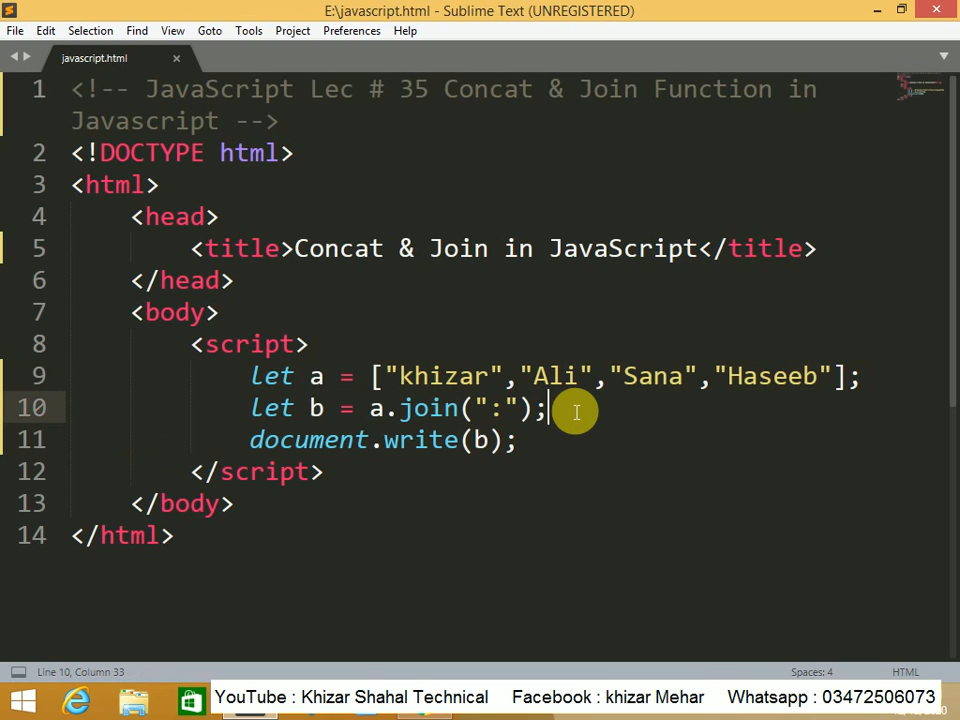 E:\javascript.html - Sublime Text (UNREGISTERED)
File Edit Selection Find View Goto Tools Project Preferences Help
javascript.html
1 <!-- JavaScript Lec # 35 Concat & Join Function in
Javascript -->
2 <!DOCTYPE html>
3 <html>
4 <head>
5 <title>Concat & Join in JavaScript</title>
6 </head>
7 <body>
8 <script>
9 let a = ["khizar","Ali","Sana","Haseeb"];
10 let b = a.join(":");
11 document.write(b);
12 </script>
13 </body>
14 </html>
Line 10, Column 33 Spaces: 4 HTML
YouTube : Khizar Shahal Technical Facebook : khizar Mehar Whatsapp : 03472506073